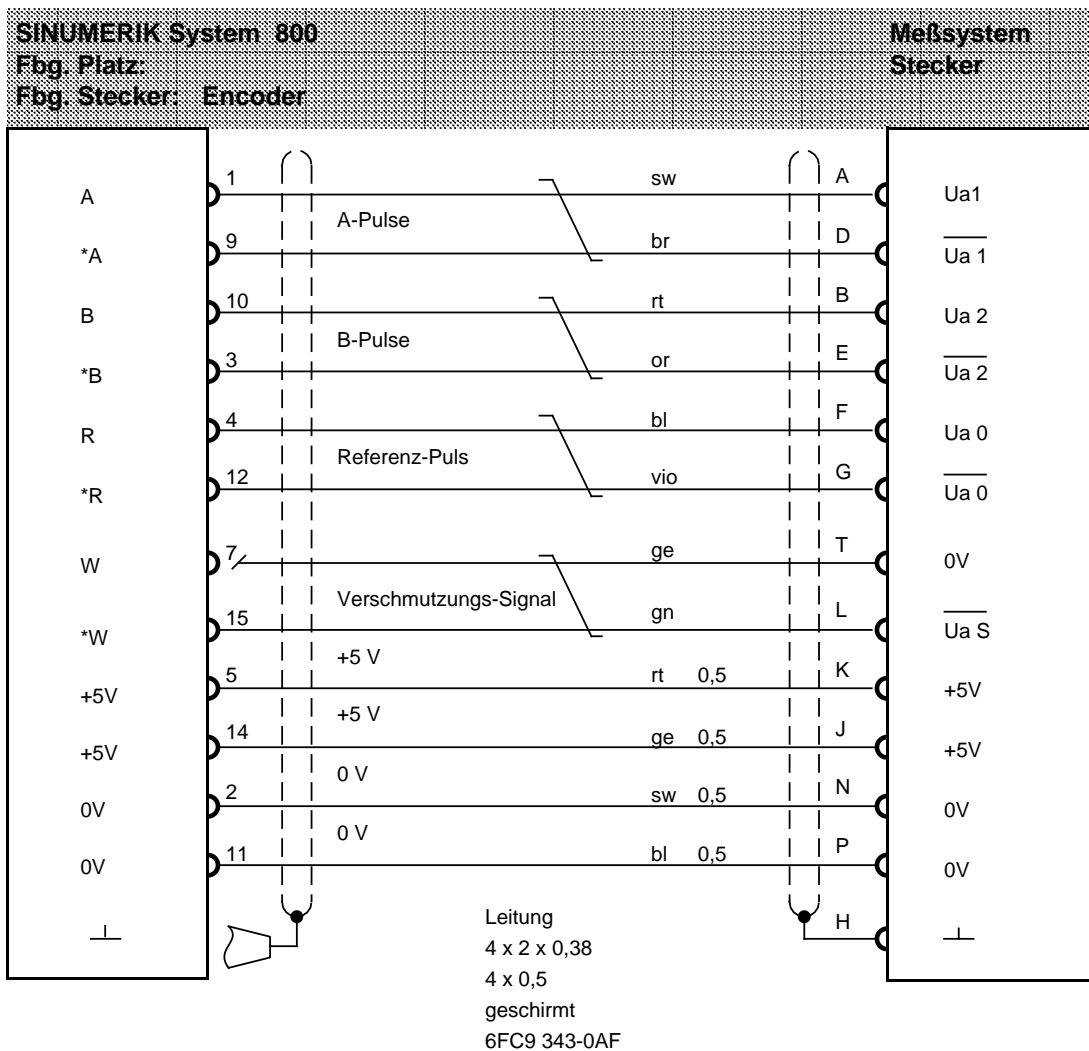 SINUMERIK System 800 Meßsystem
Fbg. Platz: Stecker
Fbg. Stecker: Encoder
A 1 sw A Ua1
A-Pulse
*A 9 br D Ua 1
B 10 rt B Ua 2
B-Pulse
*B 3 or E Ua 2
R 4 bl F Ua 0
Referenz-Puls
*R 12 vio G Ua 0
W 7 ge T 0V
Verschmutzungs-Signal
*W 15 gn L Ua S
+5 V
+5V 5 rt 0,5 K +5V
+5 V
+5V 14 ge 0,5 J +5V
0 V
0V 2 sw 0,5 N 0V
0 V
0V 11 bl 0,5 P 0V
H
Leitung
4 x 2 x 0,38
4 x 0,5
geschirmt
6FC9 343-0AF